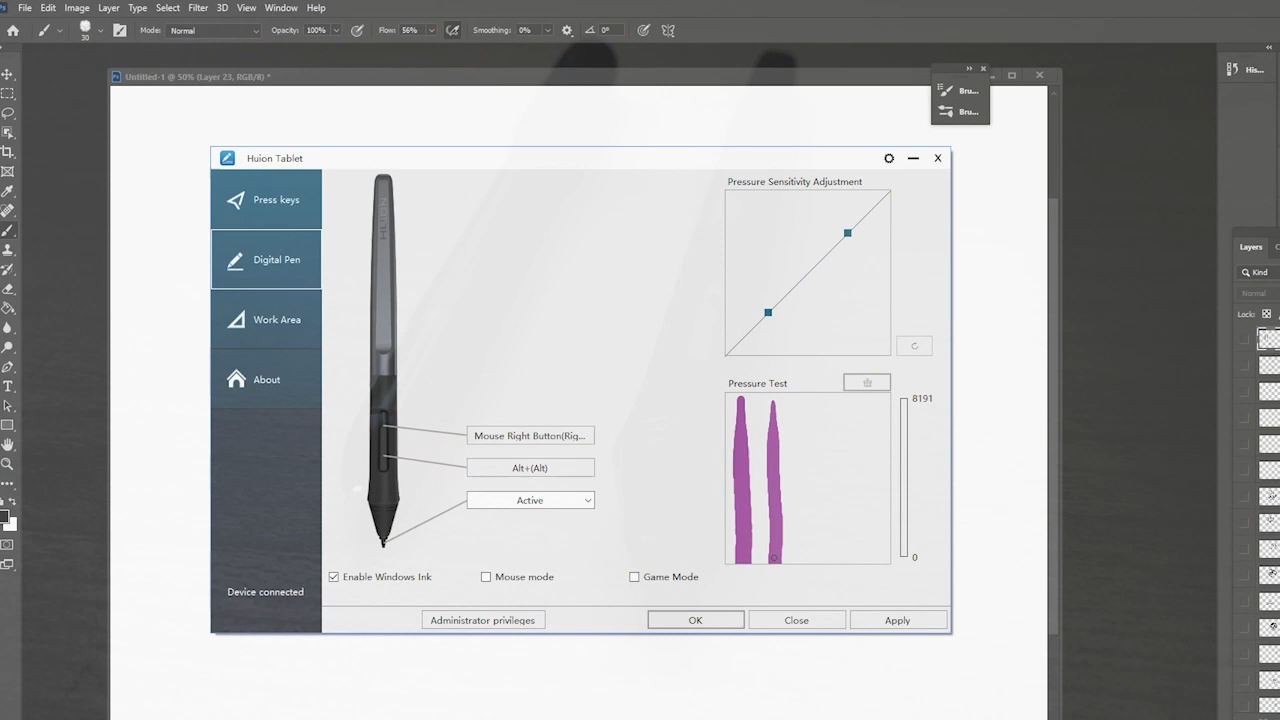 File Edit Image Layer Type Select Filter 3D View Window Help
30 Mode: Normal Opacity: 100% Flow: 56% Smoothing: 0% 0°
Untitled-1 @ 50% (Layer 23, RGB/8) *
His...
Bru...
Bru...
Huion Tablet
Press keys
Digital Pen
Work Area
About
Device connected
HUION
Mouse Right Button(Rig...
Alt+(Alt)
Active
Enable Windows Ink
Mouse mode
Game Mode
Pressure Sensitivity Adjustment
Pressure Test
8191
0
Administrator privileges
OK
Close
Apply
Layers
Kind
Normal
Lock: